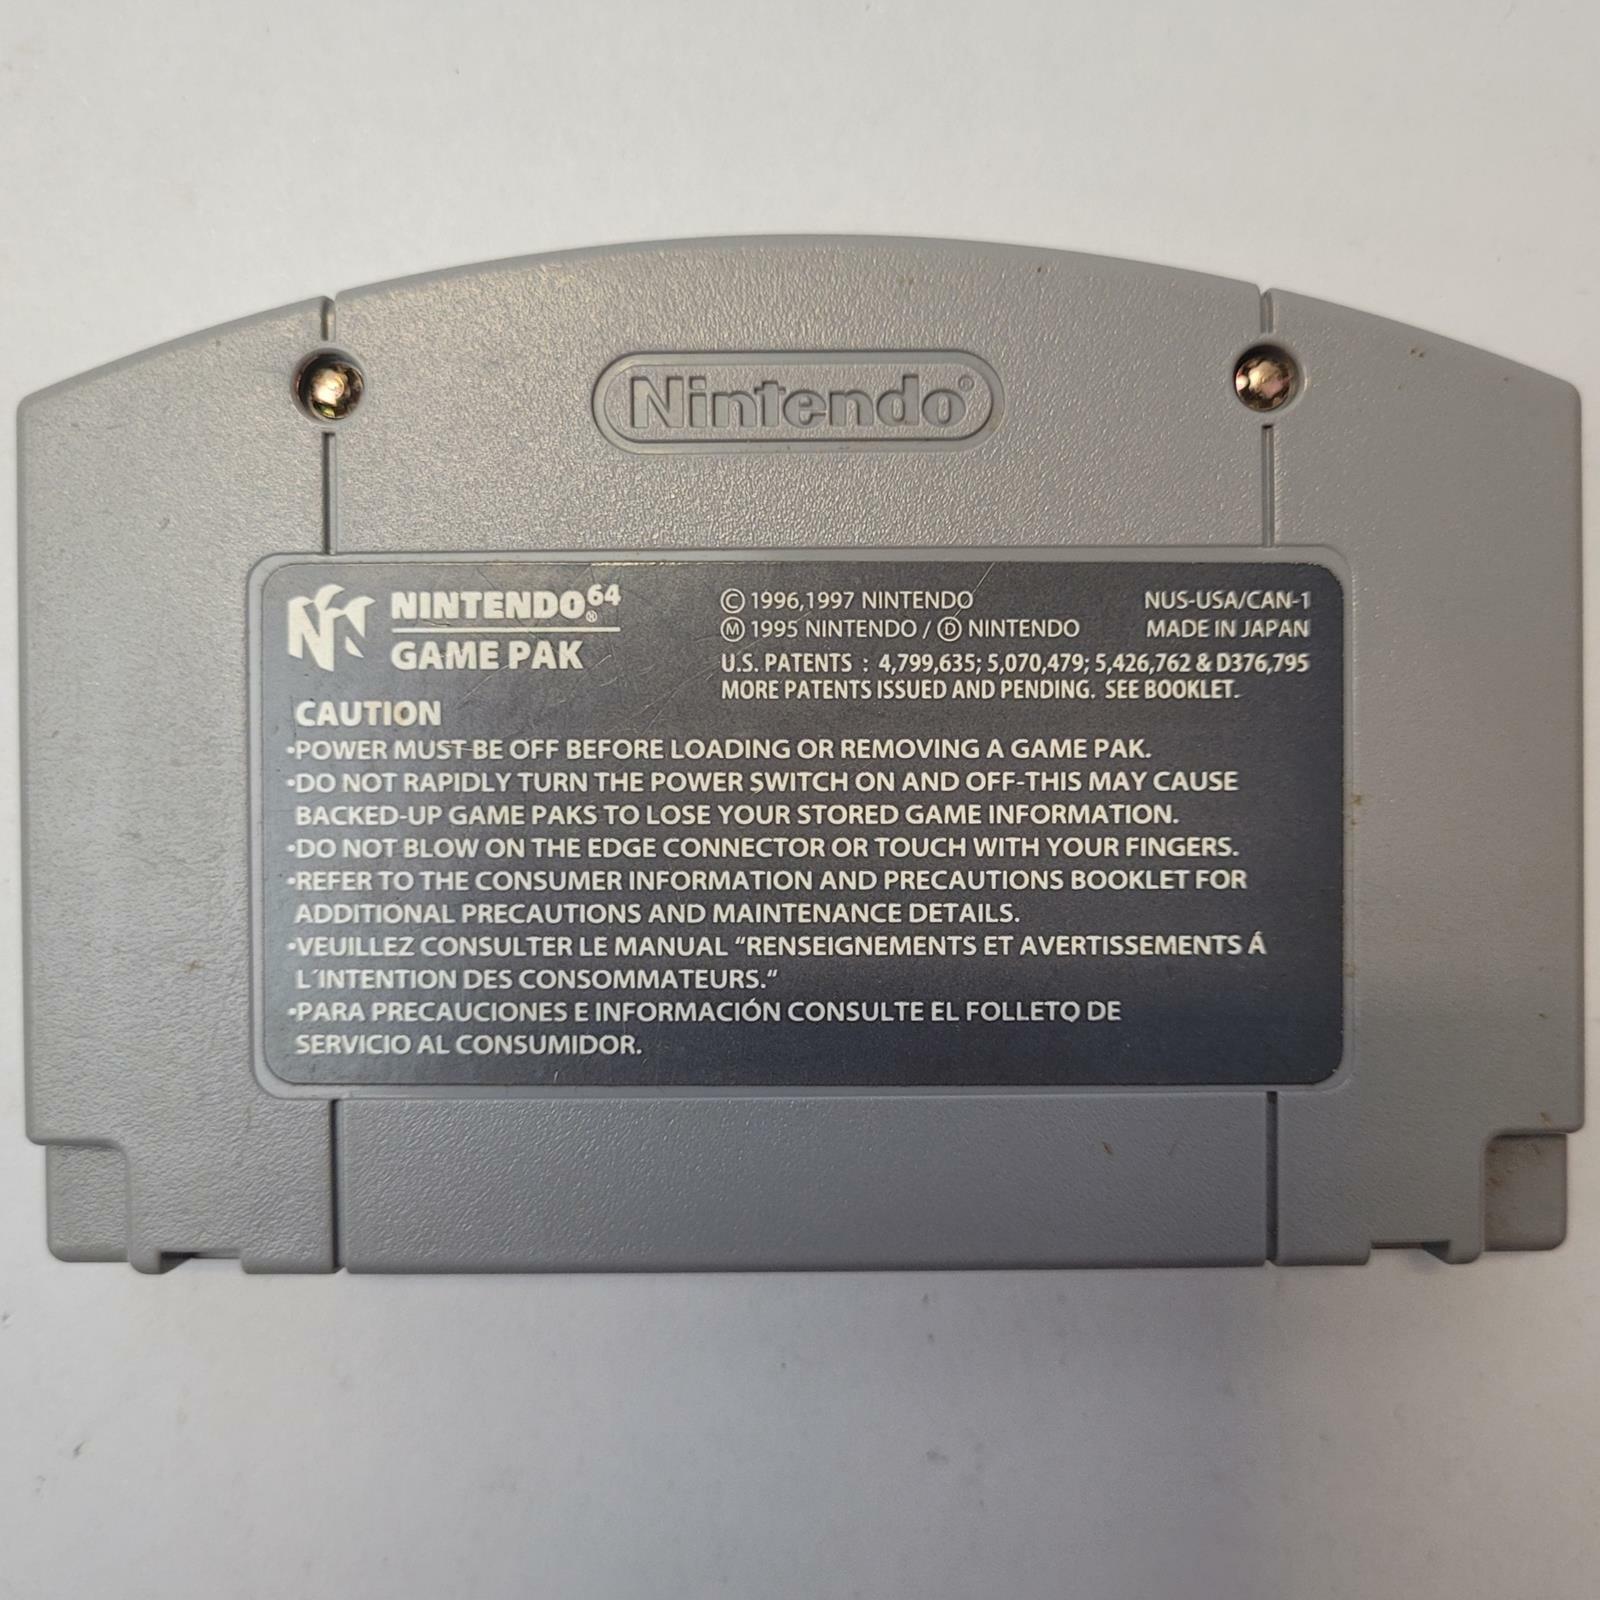 Nintendo®
NINTENDO64®
GAME PAK
© 1996,1997 NINTENDO
Ⓜ 1995 NINTENDO / Ⓓ NINTENDO
NUS-USA/CAN-1
MADE IN JAPAN
U.S. PATENTS : 4,799,635; 5,070,479; 5,426,762 & D376,795
MORE PATENTS ISSUED AND PENDING. SEE BOOKLET.
CAUTION
•POWER MUST BE OFF BEFORE LOADING OR REMOVING A GAME PAK.
•DO NOT RAPIDLY TURN THE POWER SWITCH ON AND OFF-THIS MAY CAUSE
BACKED-UP GAME PAKS TO LOSE YOUR STORED GAME INFORMATION.
•DO NOT BLOW ON THE EDGE CONNECTOR OR TOUCH WITH YOUR FINGERS.
•REFER TO THE CONSUMER INFORMATION AND PRECAUTIONS BOOKLET FOR
ADDITIONAL PRECAUTIONS AND MAINTENANCE DETAILS.
•VEUILLEZ CONSULTER LE MANUAL “RENSEIGNEMENTS ET AVERTISSEMENTS Á
L´INTENTION DES CONSOMMATEURS.“
•PARA PRECAUCIONES E INFORMACIÓN CONSULTE EL FOLLETO DE
SERVICIO AL CONSUMIDOR.